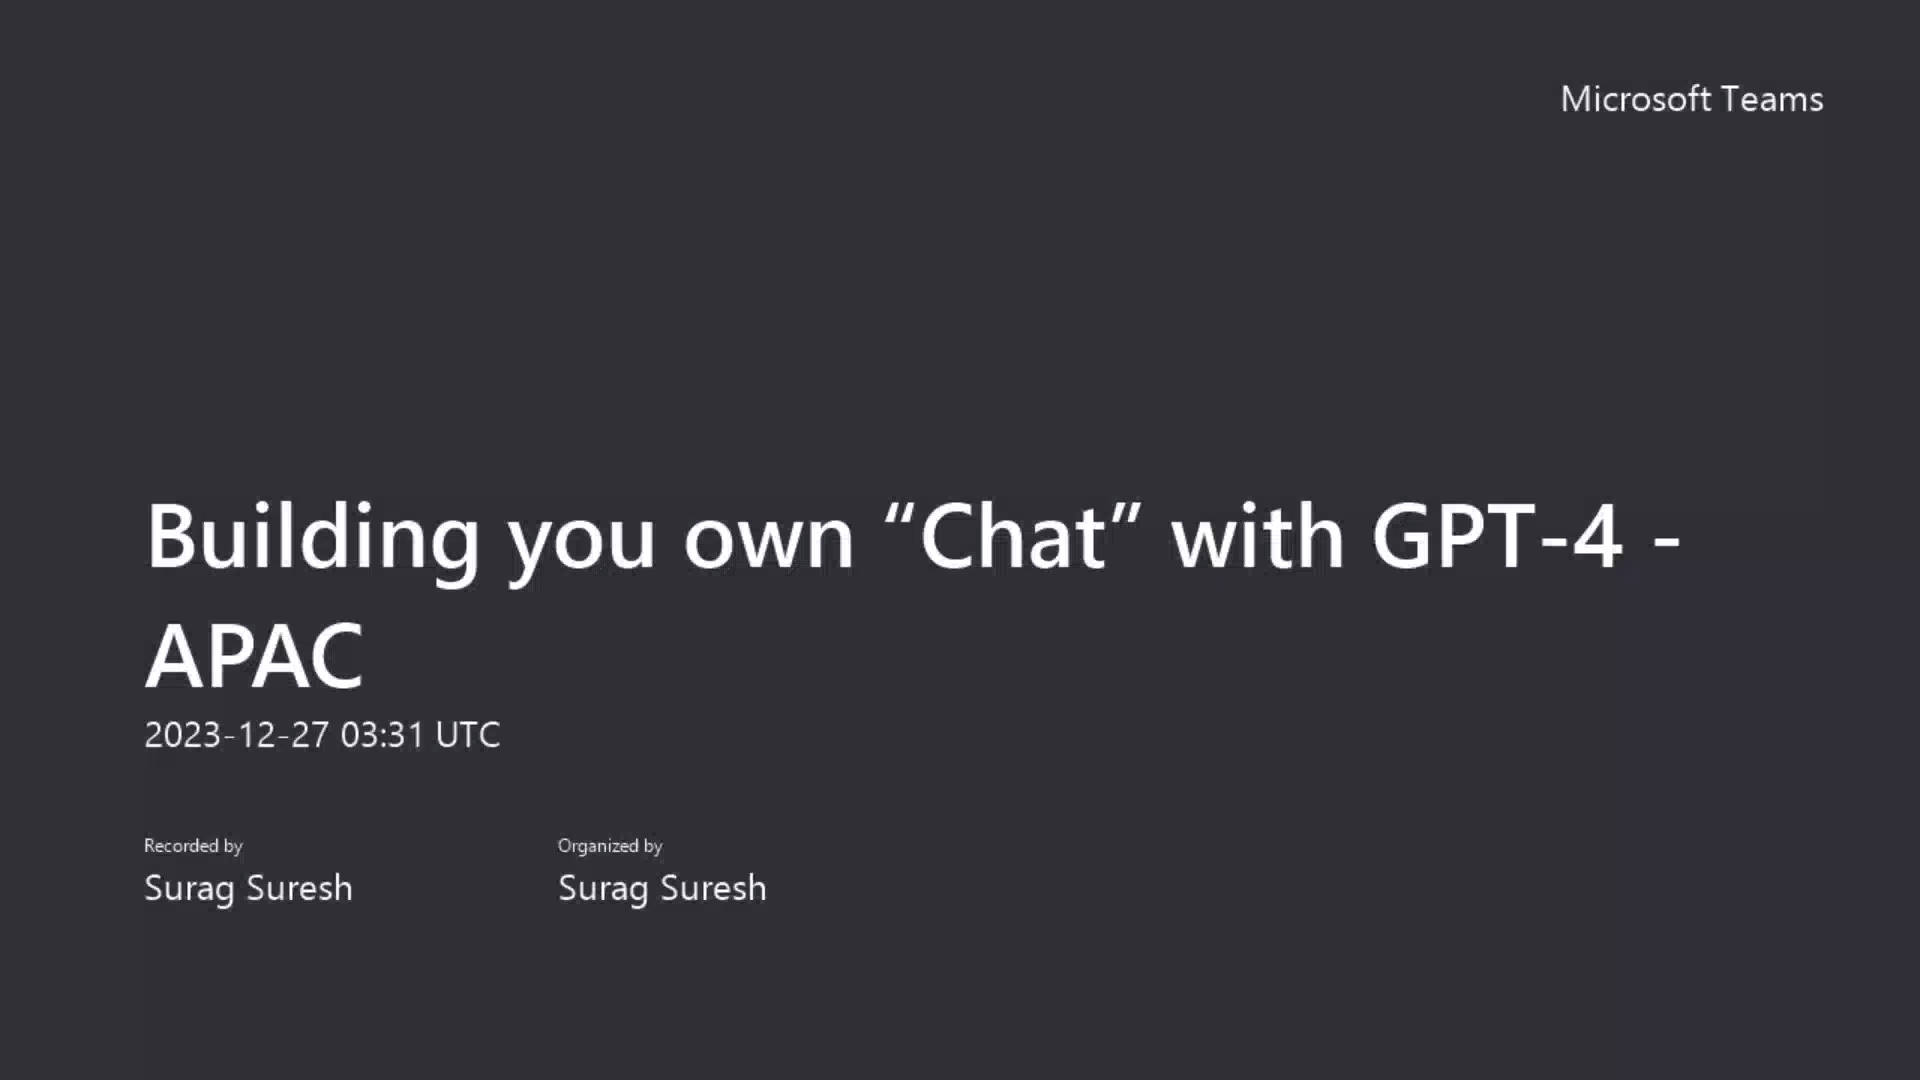 Microsoft Teams
Building you own “Chat” with GPT-4 -
APAC
2023-12-27 03:31 UTC
Recorded by
Surag Suresh
Organized by
Surag Suresh